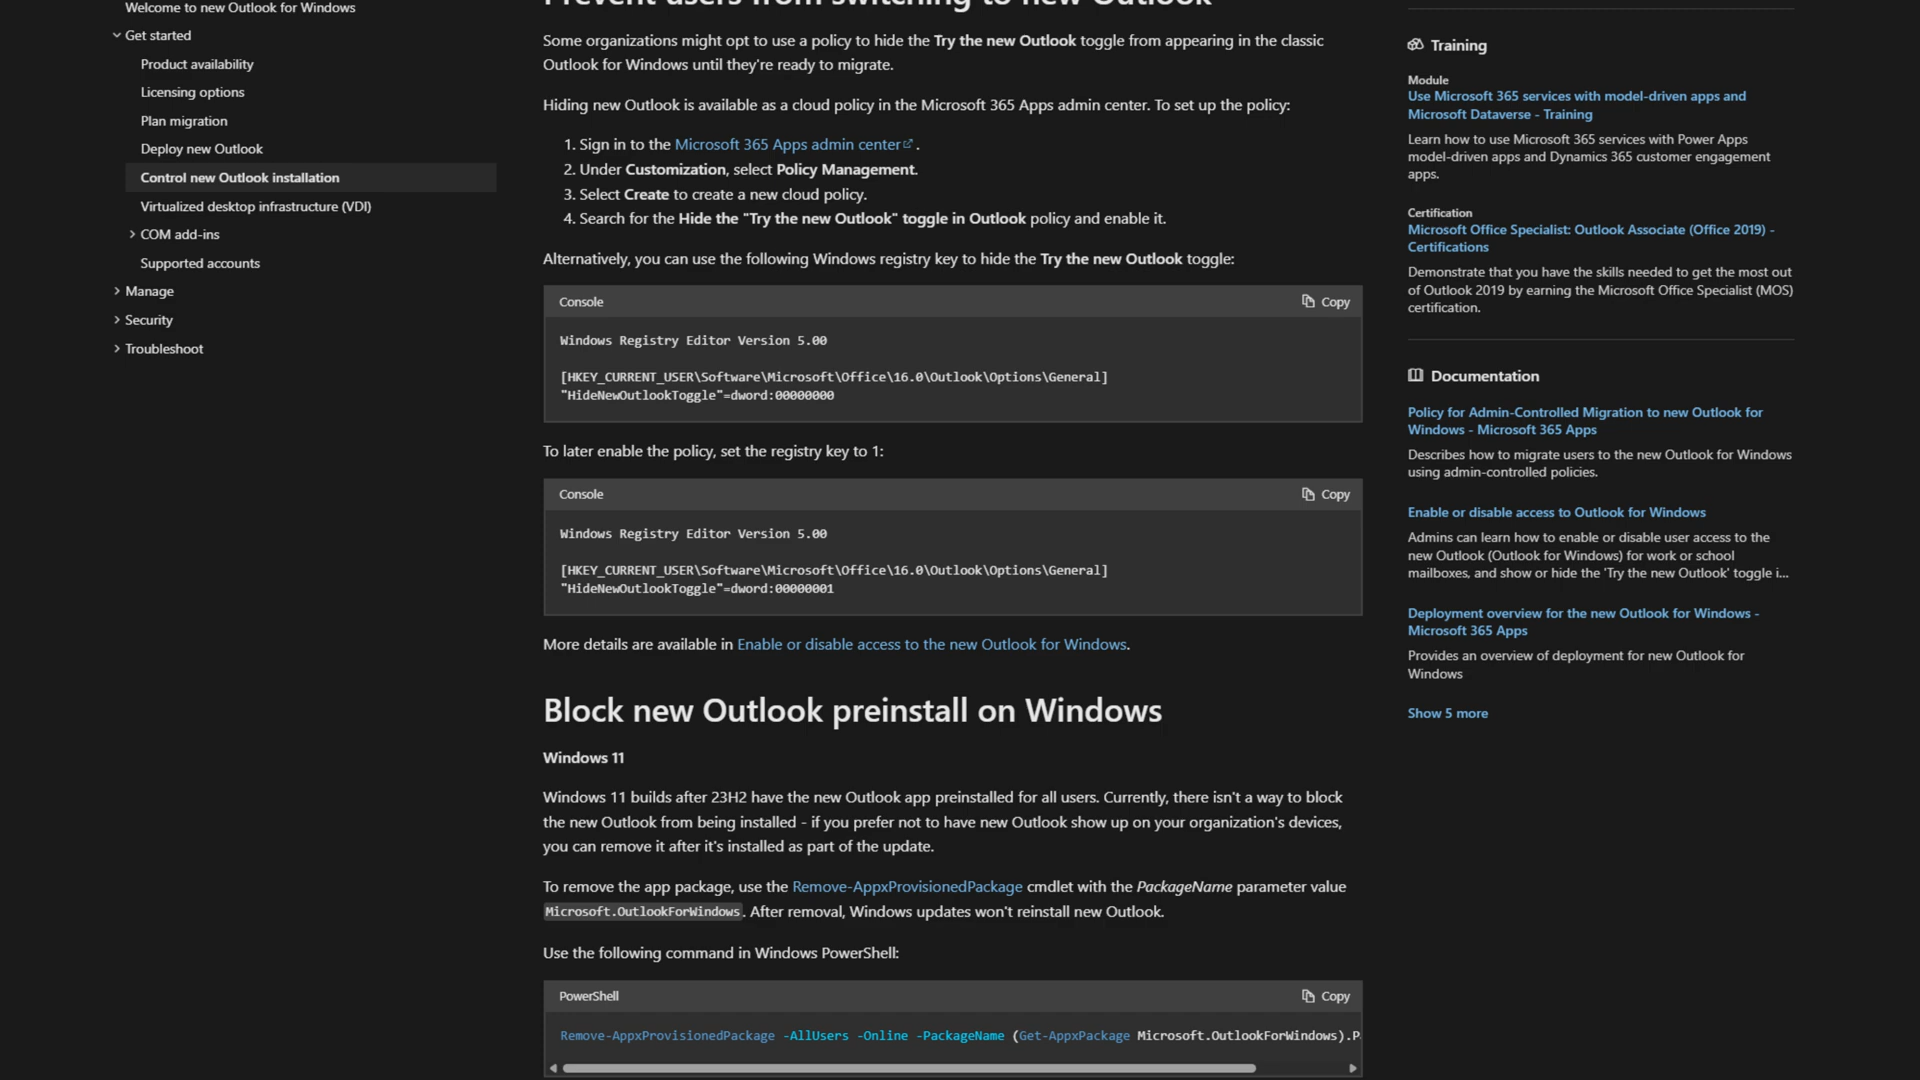 Welcome to new Outlook for Windows
Get started
Product availability
Licensing options
Plan migration
Deploy new Outlook
Control new Outlook installation
Virtualized desktop infrastructure (VDI)
COM add-ins
Supported accounts
Manage
Security
Troubleshoot
Prevent users from switching to new Outlook
Some organizations might opt to use a policy to hide the Try the new Outlook toggle from appearing in the classic
Outlook for Windows until they're ready to migrate.
Hiding new Outlook is available as a cloud policy in the Microsoft 365 Apps admin center. To set up the policy:
1. Sign in to the Microsoft 365 Apps admin center.
2. Under Customization, select Policy Management.
3. Select Create to create a new cloud policy.
4. Search for the Hide the "Try the new Outlook" toggle in Outlook policy and enable it.
Alternatively, you can use the following Windows registry key to hide the Try the new Outlook toggle:
Console Copy
Windows Registry Editor Version 5.00
[HKEY_CURRENT_USER\Software\Microsoft\Office\16.0\Outlook\Options\General]
"HideNewOutlookToggle"=dword:00000000
To later enable the policy, set the registry key to 1:
Console Copy
Windows Registry Editor Version 5.00
[HKEY_CURRENT_USER\Software\Microsoft\Office\16.0\Outlook\Options\General]
"HideNewOutlookToggle"=dword:00000001
More details are available in Enable or disable access to the new Outlook for Windows.
Block new Outlook preinstall on Windows
Windows 11
Windows 11 builds after 23H2 have the new Outlook app preinstalled for all users. Currently, there isn't a way to block
the new Outlook from being installed - if you prefer not to have new Outlook show up on your organization's devices,
you can remove it after it's installed as part of the update.
To remove the app package, use the Remove-AppxProvisionedPackage cmdlet with the PackageName parameter value
Microsoft.OutlookForWindows. After removal, Windows updates won't reinstall new Outlook.
Use the following command in Windows PowerShell:
PowerShell Copy
Remove-AppxProvisionedPackage -AllUsers -Online -PackageName (Get-AppxPackage Microsoft.OutlookForWindows).P
Training
Module
Use Microsoft 365 services with model-driven apps and
Microsoft Dataverse - Training
Learn how to use Microsoft 365 services with Power Apps
model-driven apps and Dynamics 365 customer engagement
apps.
Certification
Microsoft Office Specialist: Outlook Associate (Office 2019) -
Certifications
Demonstrate that you have the skills needed to get the most out
of Outlook 2019 by earning the Microsoft Office Specialist (MOS)
certification.
Documentation
Policy for Admin-Controlled Migration to new Outlook for
Windows - Microsoft 365 Apps
Describes how to migrate users to the new Outlook for Windows
using admin-controlled policies.
Enable or disable access to Outlook for Windows
Admins can learn how to enable or disable user access to the
new Outlook (Outlook for Windows) for work or school
mailboxes, and show or hide the 'Try the new Outlook' toggle i...
Deployment overview for the new Outlook for Windows -
Microsoft 365 Apps
Provides an overview of deployment for new Outlook for
Windows
Show 5 more